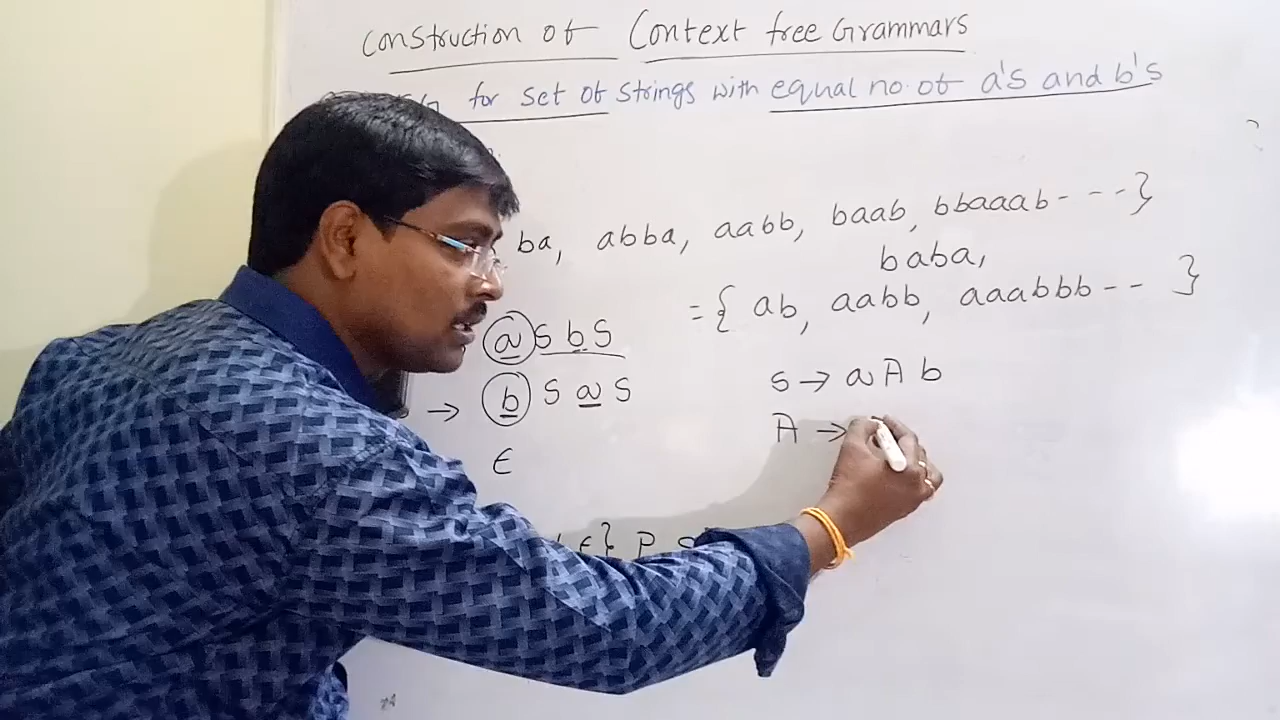 Construction of Context free Grammars
for set of strings with equal no. of a's and b's
ba, abba, aabb, baab, bbaaab - - - }
baba,
= { ab, aabb, aaabbb - - }
a S b S
S → a A b
→ b S a S
A →
ϵ
ϵ } P